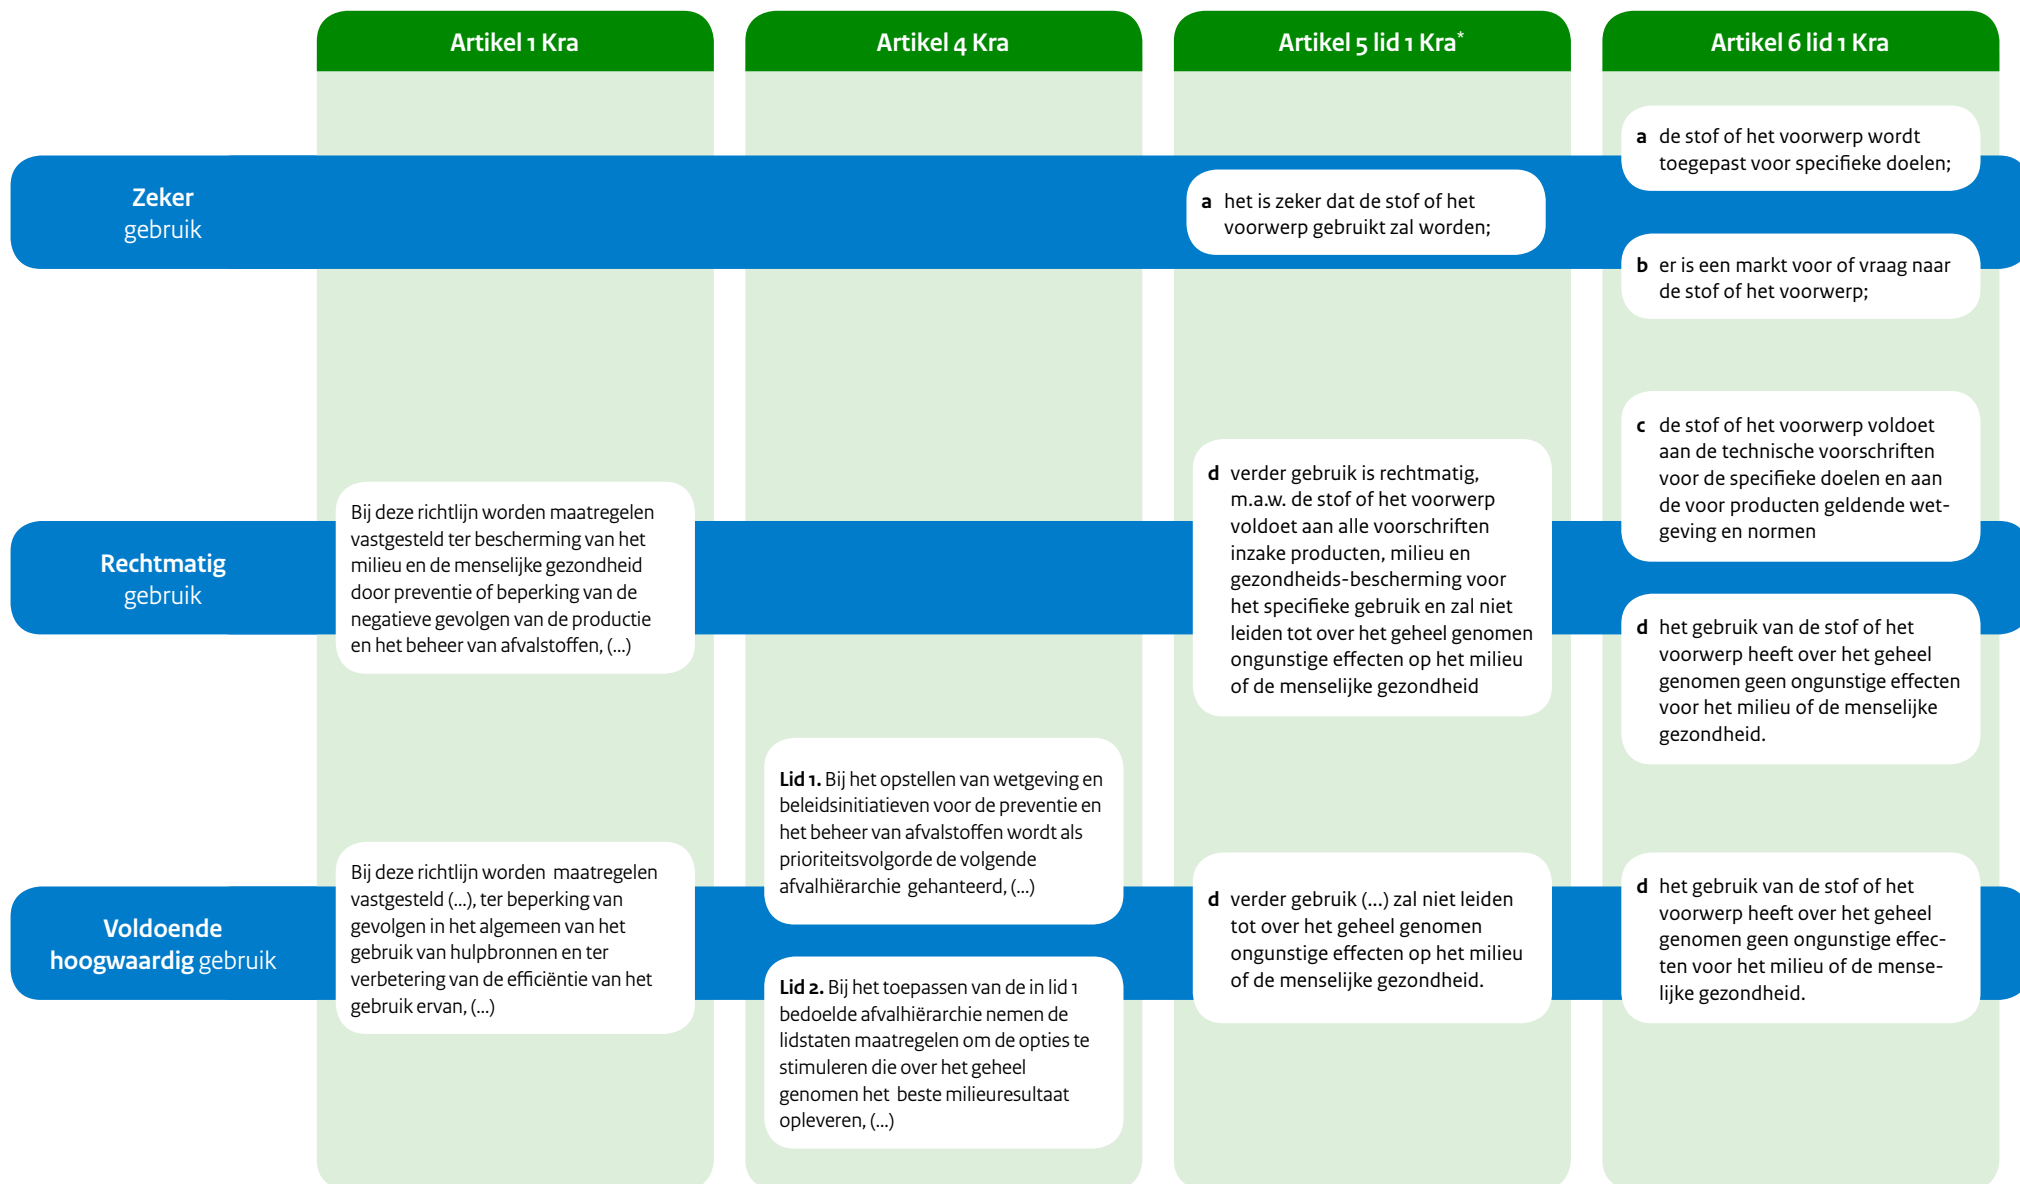 Artikel 1 Kra
Artikel 4 Kra
Artikel 5 lid 1 Kra*
Artikel 6 lid 1 Kra
Zeker
gebruik
a het is zeker dat de stof of het
voorwerp gebruikt zal worden;
a de stof of het voorwerp wordt
toegepast voor specifieke doelen;
b er is een markt voor of vraag naar
de stof of het voorwerp;
Rechtmatig
gebruik
Bij deze richtlijn worden maatregelen
vastgesteld ter bescherming van het
milieu en de menselijke gezondheid
door preventie of beperking van de
negatieve gevolgen van de productie
en het beheer van afvalstoffen, (...)
d verder gebruik is rechtmatig,
m.a.w. de stof of het voorwerp
voldoet aan alle voorschriften
inzake producten, milieu en
gezondheids-bescherming voor
het specifieke gebruik en zal niet
leiden tot over het geheel genomen
ongunstige effecten op het milieu
of de menselijke gezondheid
c de stof of het voorwerp voldoet
aan de technische voorschriften
voor de specifieke doelen en aan
de voor producten geldende wet-
geving en normen
d het gebruik van de stof of het
voorwerp heeft over het geheel
genomen geen ongunstige effecten
voor het milieu of de menselijke
gezondheid.
Voldoende
hoogwaardig gebruik
Bij deze richtlijn worden maatregelen
vastgesteld (...), ter beperking van
gevolgen in het algemeen van het
gebruik van hulpbronnen en ter
verbetering van de efficiëntie van het
gebruik ervan, (...)
Lid 1. Bij het opstellen van wetgeving en
beleidsinitiatieven voor de preventie en
het beheer van afvalstoffen wordt als
prioriteitsvolgorde de volgende
afvalhiërarchie gehanteerd, (...)
Lid 2. Bij het toepassen van de in lid 1
bedoelde afvalhiërarchie nemen de
lidstaten maatregelen om de opties te
stimuleren die over het geheel
genomen het beste milieuresultaat
opleveren, (...)
d verder gebruik (...) zal niet leiden
tot over het geheel genomen
ongunstige effecten op het milieu
of de menselijke gezondheid.
d het gebruik van de stof of het
voorwerp heeft over het geheel
genomen geen ongunstige effec-
ten voor het milieu of de mense-
lijke gezondheid.